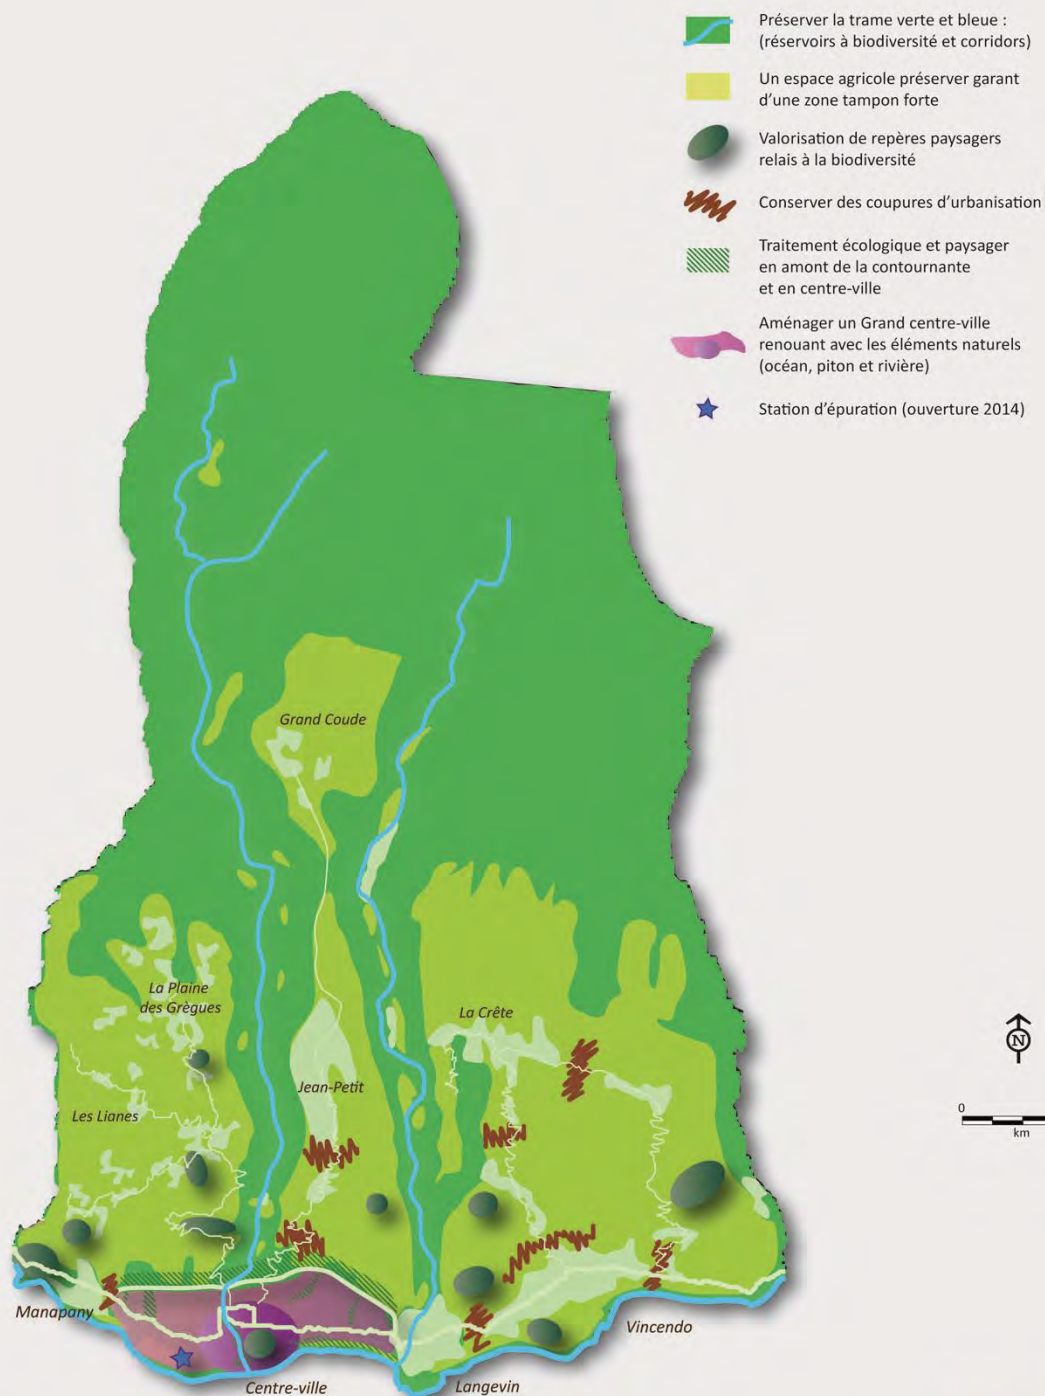 Préserver la trame verte et bleue :
(réservoirs à biodiversité et corridors)
Un espace agricole préserver garant
d'une zone tampon forte
Valorisation de repères paysagers
relais à la biodiversité
Conserver des coupures d'urbanisation
Traitement écologique et paysager
en amont de la contournante
et en centre-ville
Aménager un Grand centre-ville
renouant avec les éléments naturels
(océan, piton et rivière)
Station d'épuration (ouverture 2014)
Grand Coude
La Plaine
des Grègues
La Crête
N
Jean-Petit
Les Lianes
0
km
Manapany
Vincendo
Centre-ville
Langevin